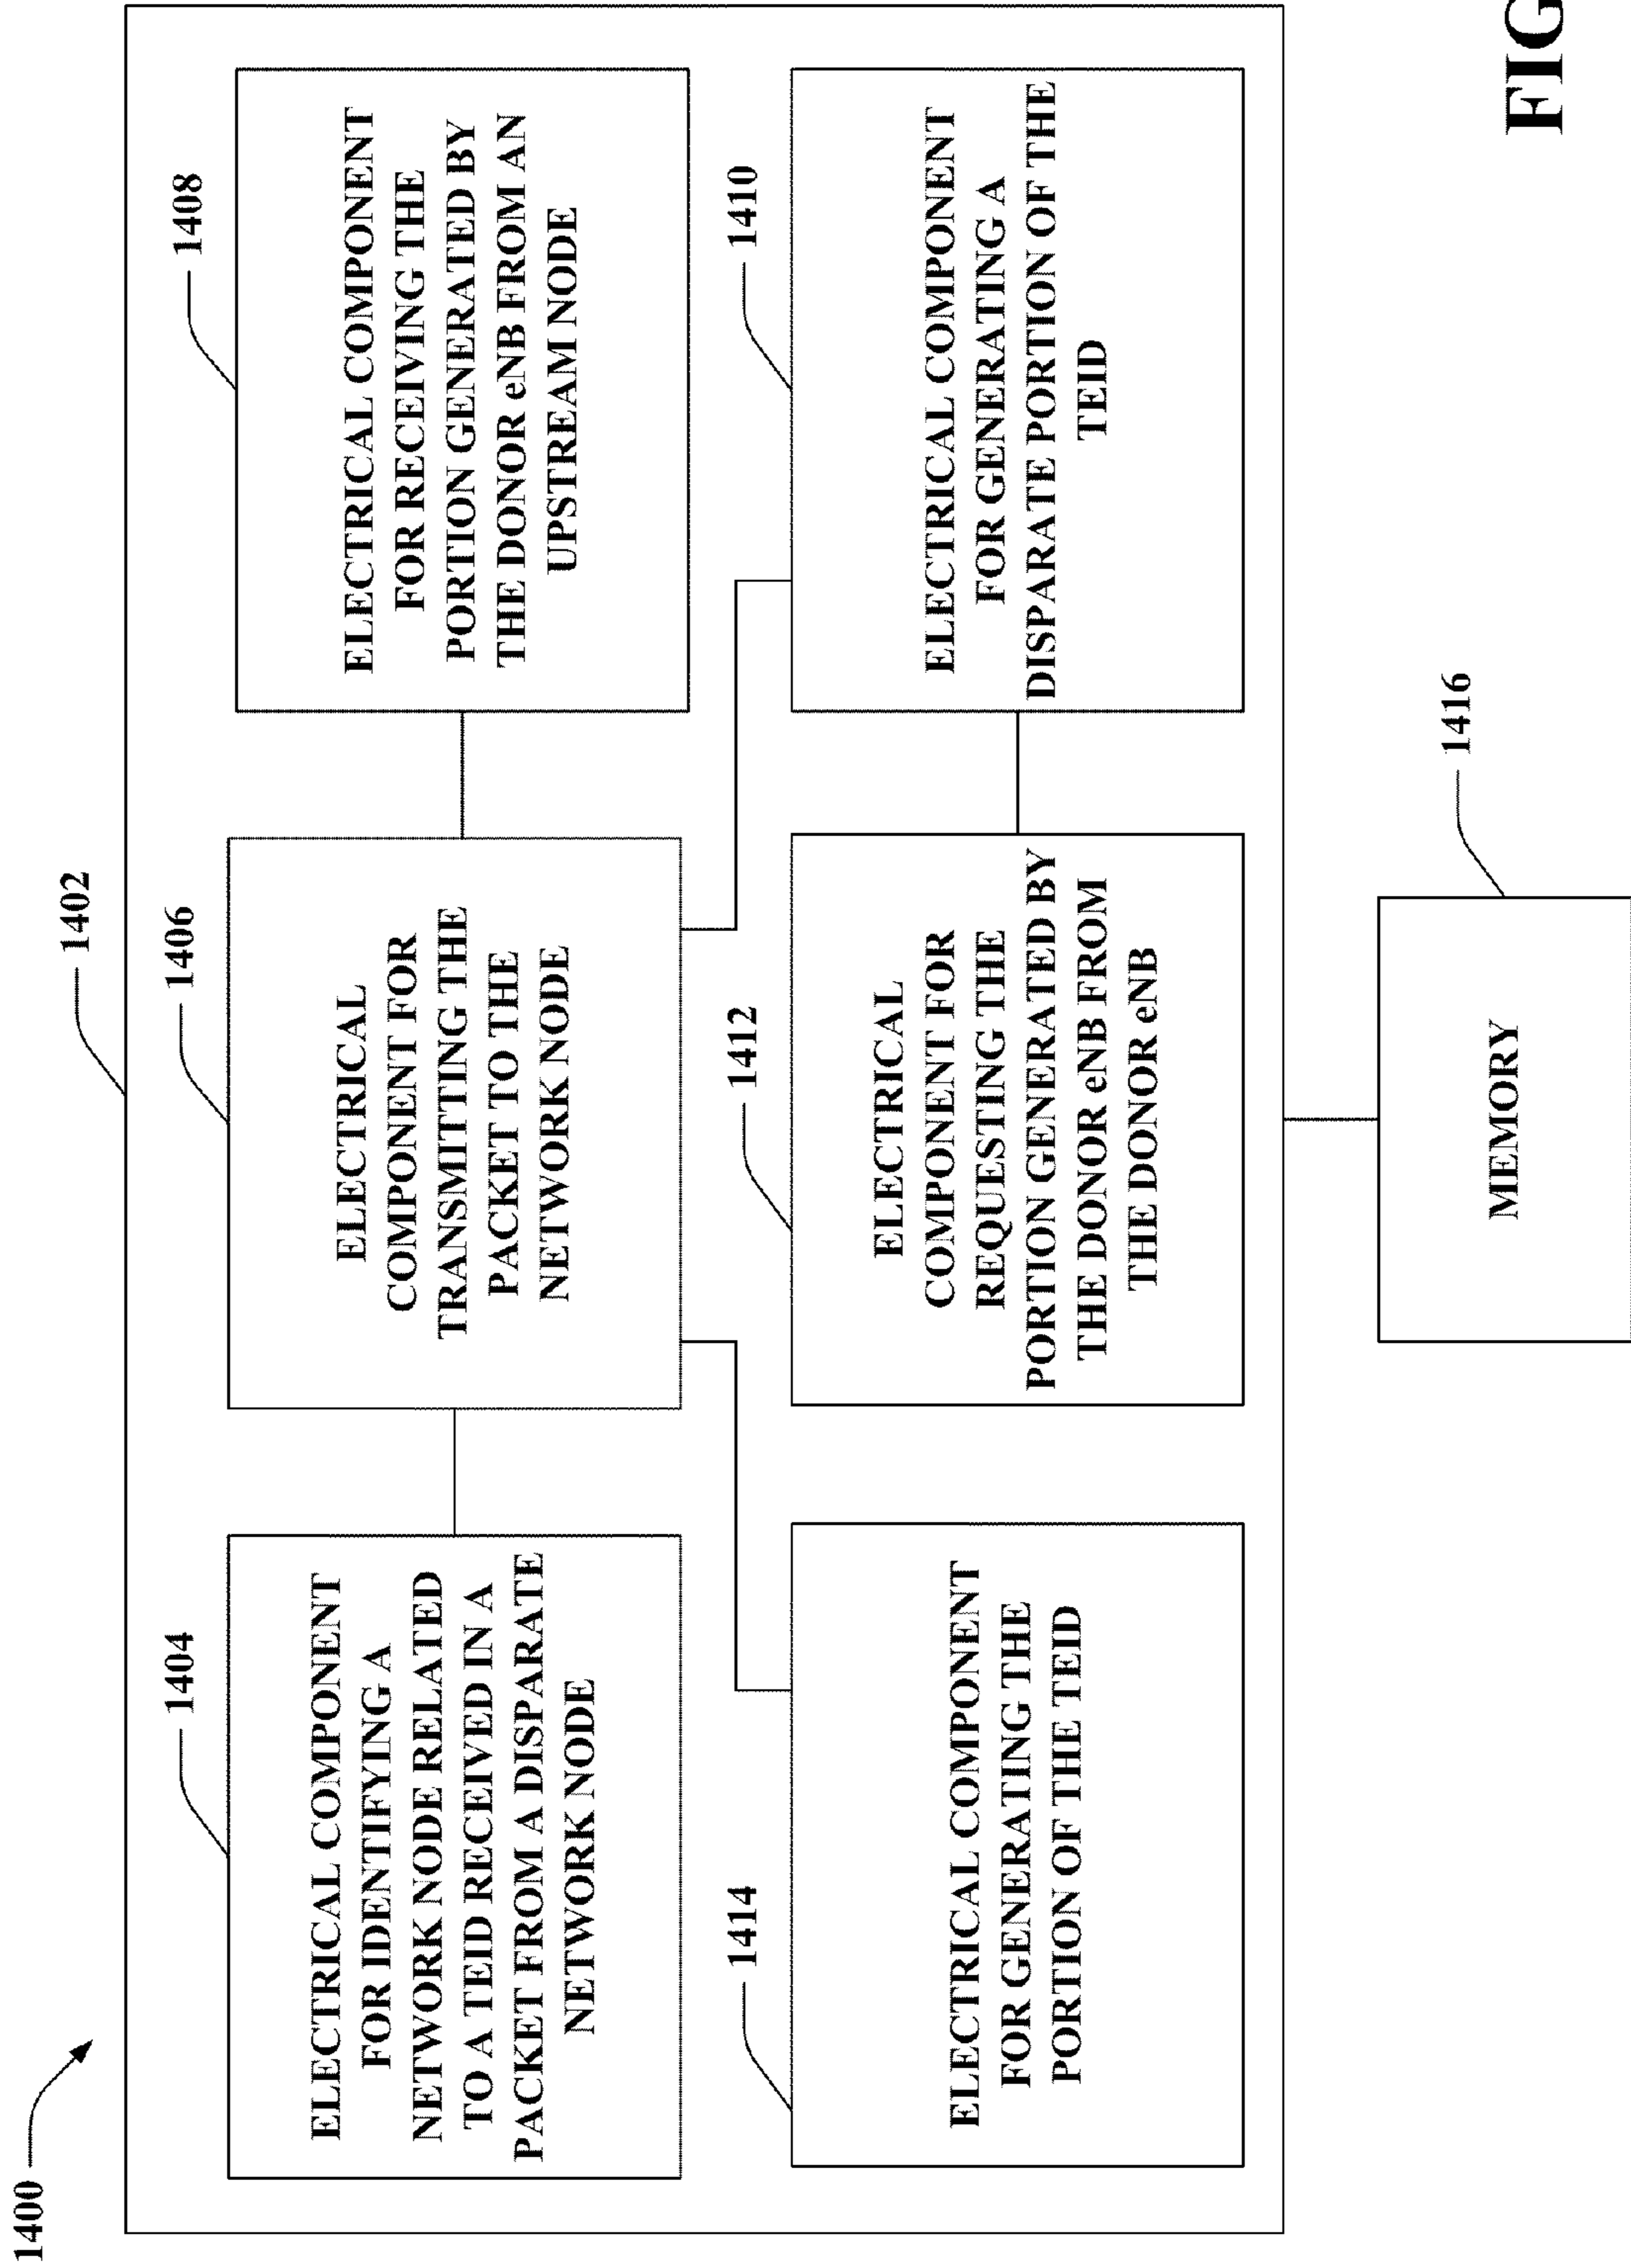 1400
1402
1404
ELECTRICAL COMPONENT
FOR IDENTIFYING A
NETWORK NODE RELATED
TO A TEID RECEIVED IN A
PACKET FROM A DISPARATE
NETWORK NODE
1406
ELECTRICAL
COMPONENT FOR
TRANSMITTING THE
PACKET TO THE
NETWORK NODE
1408
ELECTRICAL COMPONENT
FOR RECEIVING THE
PORTION GENERATED BY
THE DONOR eNB FROM AN
UPSTREAM NODE
1414
ELECTRICAL COMPONENT
FOR GENERATING THE
PORTION OF THE TEID
1412
ELECTRICAL
COMPONENT FOR
REQUESTING THE
PORTION GENERATED BY
THE DONOR eNB FROM
THE DONOR eNB
1410
ELECTRICAL COMPONENT
FOR GENERATING A
DISPARATE PORTION OF THE
TEID
1416
MEMORY
FIG